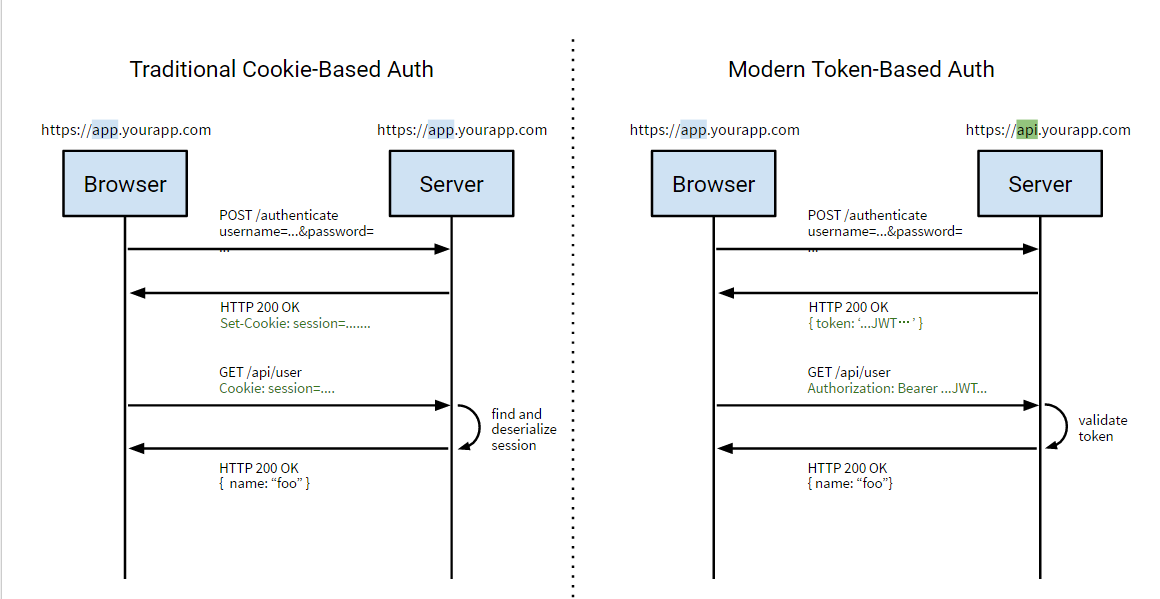 Traditional Cookie-Based Auth
https://app.yourapp.com
https://app.yourapp.com
Browser
Server
POST /authenticate
username=...&password=
...
HTTP 200 OK
Set-Cookie: session=.......
GET /api/user
Cookie: session=....
find and
deserialize
session
HTTP 200 OK
{  name: “foo” }
Modern Token-Based Auth
https://app.yourapp.com
https://api.yourapp.com
Browser
Server
POST /authenticate
username=...&password=
...
HTTP 200 OK
{ token: ‘...JWT…’ }
GET /api/user
Authorization: Bearer ...JWT...
validate
token
HTTP 200 OK
{ name: “foo”}